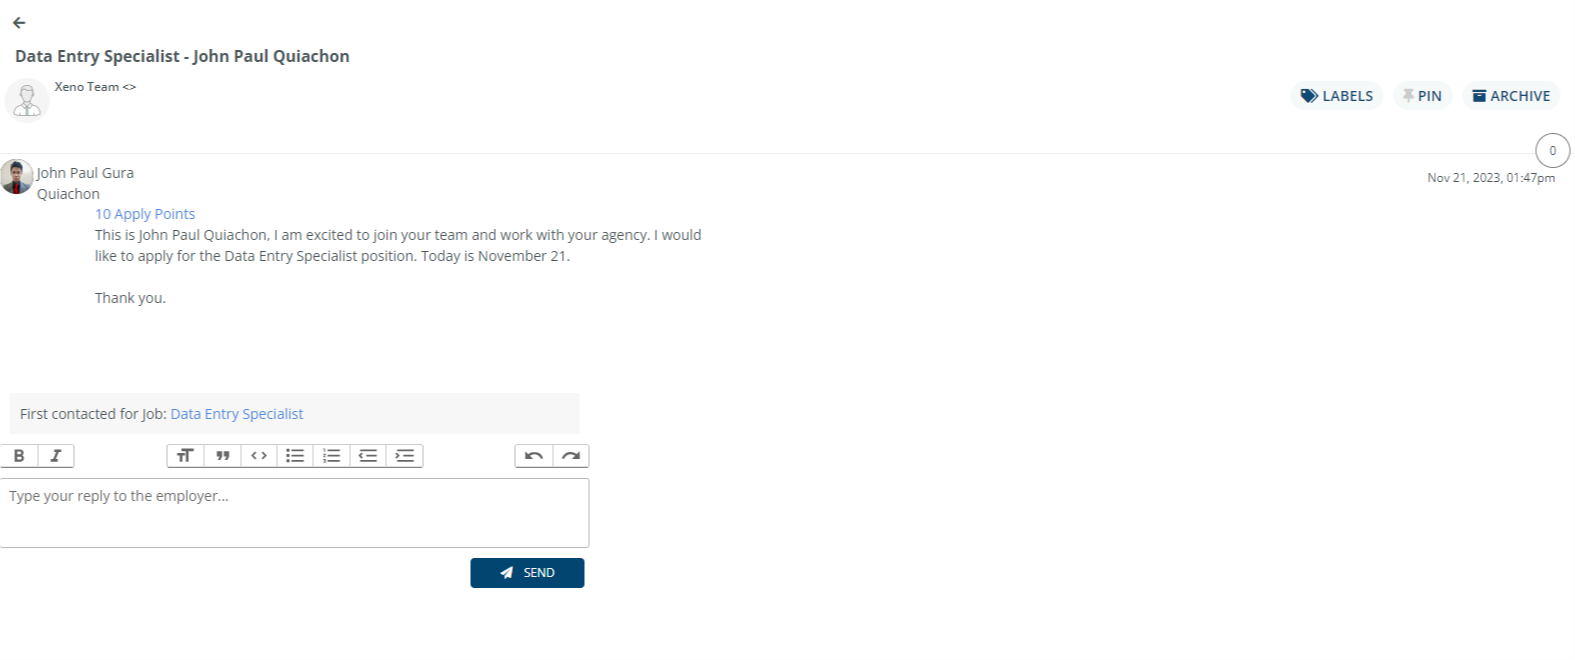 Data Entry Specialist - John Paul Quiachon
Xeno Team <>
LABELS
PIN
ARCHIVE
0
John Paul Gura
Quiachon
Nov 21, 2023, 01:47pm
10 Apply Points
This is John Paul Quiachon, I am excited to join your team and work with your agency. I would
like to apply for the Data Entry Specialist position. Today is November 21.
Thank you.
First contacted for Job: Data Entry Specialist
Type your reply to the employer...
SEND